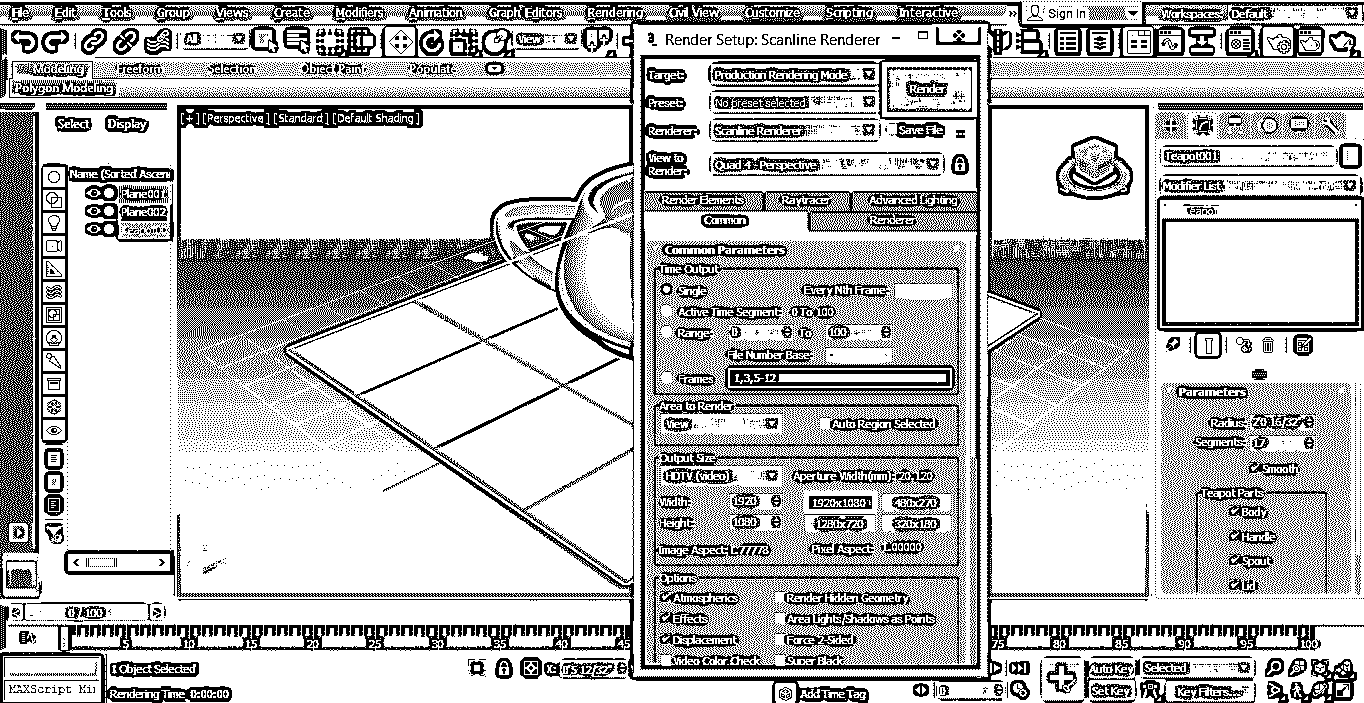 File Edit Tools Group Views Create Modifiers Animation Graph Editors Rendering Civil View Customize Scripting Interactive Sign In Workspaces: Default
All View
Modeling Freeform Selection Object Paint Populate
Polygon Modeling
Select Display
Name (Sorted Ascen
Plane001
Plane002
[+] [Perspective] [Standard] [Default Shading]
Render Setup: Scanline Renderer
Target: Production Rendering Mode
Render
Preset: No preset selected
Renderer: Scanline Renderer Save File
View to Render: Quad 4 - Perspective
Render Elements Raytracer Advanced Lighting
Common Renderer
Common Parameters
Time Output
Single Every Nth Frame:
Active Time Segment: 0 To 100
Range: 0 To 100
File Number Base:
Frames 1,3,5-12
Area to Render
View Auto Region Selected
Output Size
HDTV (video) Aperture Width(mm): 20.120
Width: 1920 1920x1080 480x270
Height: 1080 1280x720 320x180
Image Aspect: 1.77778 Pixel Aspect: 1.00000
Options
Atmospherics Render Hidden Geometry
Effects Area Lights/Shadows as Points
Displacement Force 2-Sided
Video Color Check Super Black
Teapot001
Modifier List
Teapot
Parameters
Radius:
Segments: 17
Smooth
Teapot Parts
Body
Handle
Spout
Lid
0 / 100
5 10 15 20 25 30 35 40 45 75 80 85 90 95 100
1 Object Selected
MAXScript Mi
Rendering Time 0:00:00
X:
Add Time Tag
0
Auto Key Selected
Set Key Key Filters...